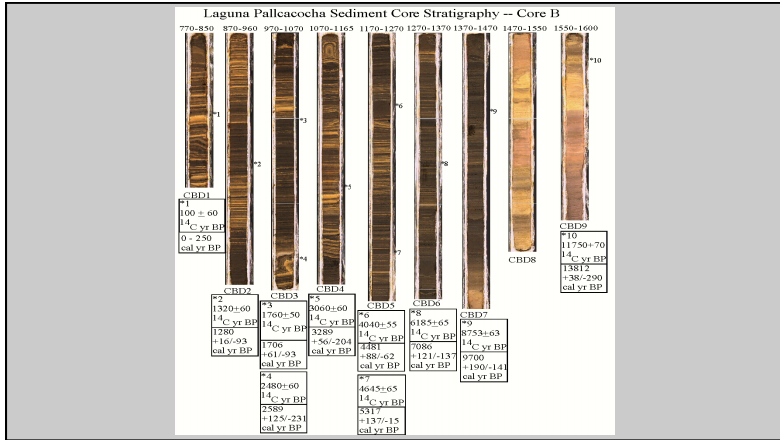 Laguna Pallcacocha Sediment Core Stratigraphy -- Core B
770-850 870-960 970-1070 1070-1165 1170-1270 1270-1370 1370-1470 1470-1550 1550-1600
*1
*2
*3
*4
*5
*6
*7
*8
*9
*10
CBD1
*1
100 ± 60
14C yr BP
0 - 250
cal yr BP
CBD2
*2
1320±60
14C yr BP
1280
+16/-93
cal yr BP
CBD3
*3
1760±50
14C yr BP
1706
+61/-93
cal yr BP
*4
2480±60
14C yr BP
2589
+125/-231
cal yr BP
CBD4
*5
3060±60
14C yr BP
3289
+56/-204
cal yr BP
CBD5
*6
4040±55
14C yr BP
4481
+88/-62
cal yr BP
*7
4645±65
14C yr BP
5317
+137/-15
cal yr BP
CBD6
*8
6185±65
14C yr BP
7086
+121/-137
cal yr BP
CBD7
*9
8753±63
14C yr BP
9700
+190/-141
cal yr BP
CBD8
CBD9
*10
11750+70
14C yr BP
13812
+38/-290
cal yr BP